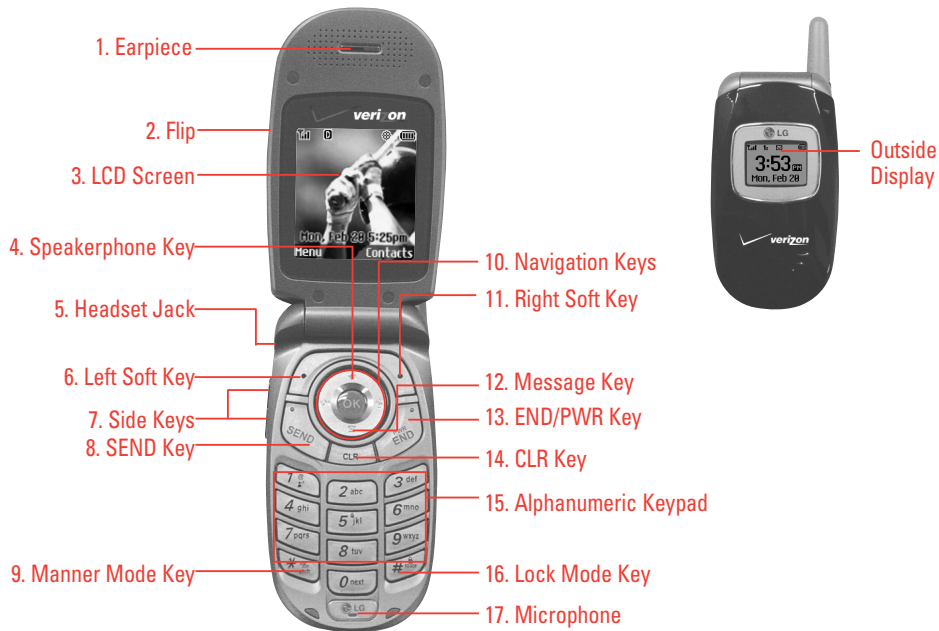 1. Earpiece
2. Flip
3. LCD Screen
4. Speakerphone Key
5. Headset Jack
6. Left Soft Key
7. Side Keys
8. SEND Key
9. Manner Mode Key
verizon
D
Mon, Feb 28 5:25pm
Menu Contacts
OK
SEND
PWR
END
CLR
1
2 abc
3 def
4 ghi
5 jkl
6 mno
7 pqrs
8 tuv
9 wxyz
*
0 next
#
LG
10. Navigation Keys
11. Right Soft Key
12. Message Key
13. END/PWR Key
14. CLR Key
15. Alphanumeric Keypad
16. Lock Mode Key
17. Microphone
LG
3:53 PM
Mon, Feb 28
verizon
Outside
Display